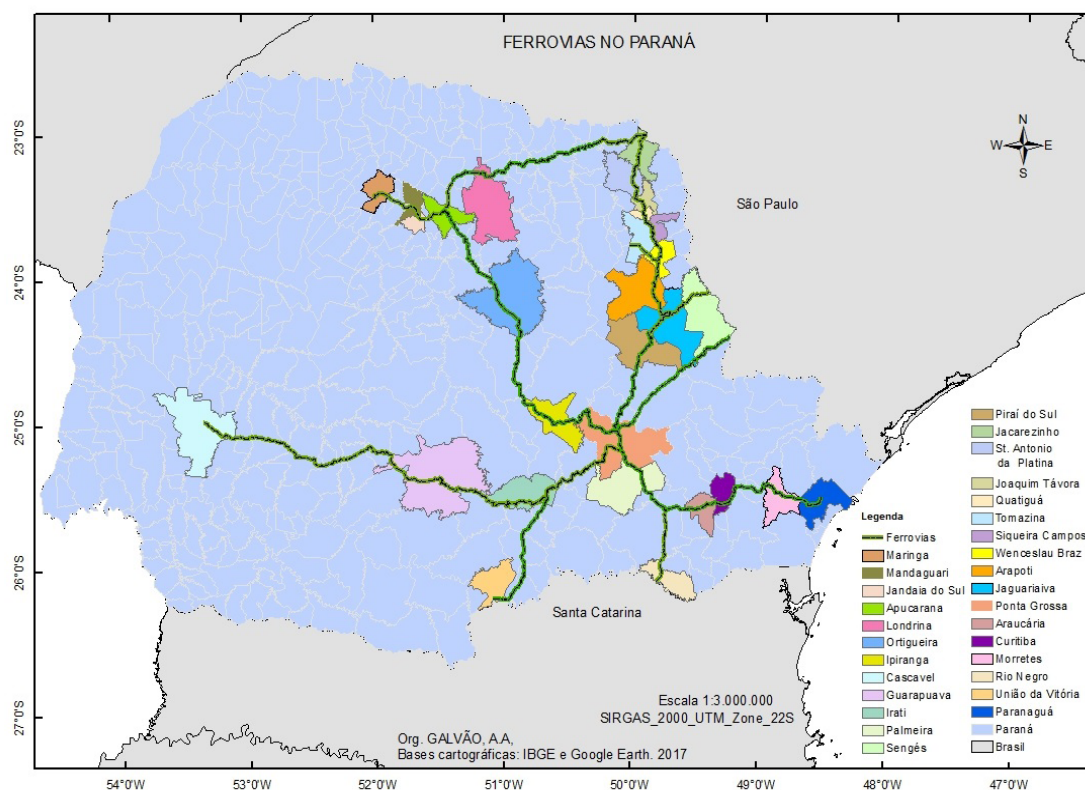 FERROVIAS NO PARANÁ
N
W E
S
23°0'S
24°0'S
25°0'S
26°0'S
27°0'S
São Paulo
Santa Catarina
Legenda
Ferrovias
Maringa
Mandaguari
Jandaia do Sul
Apucarana
Londrina
Ortigueira
Ipiranga
Cascavel
Guarapuava
Irati
Palmeira
Sengés
Piraí do Sul
Jacarezinho
St. Antonio
da Platina
Joaquim Távora
Quatiguá
Tomazina
Siqueira Campos
Wenceslau Braz
Arapoti
Jaguariaiva
Ponta Grossa
Araucária
Curitiba
Morretes
Rio Negro
União da Vitória
Paranaguá
Paraná
Brasil
Escala 1:3.000.000
SIRGAS_2000_UTM_Zone_22S
Org. GALVÃO, A.A,
Bases cartográficas: IBGE e Google Earth. 2017
54°0'W 53°0'W 52°0'W 51°0'W 50°0'W 49°0'W 48°0'W 47°0'W